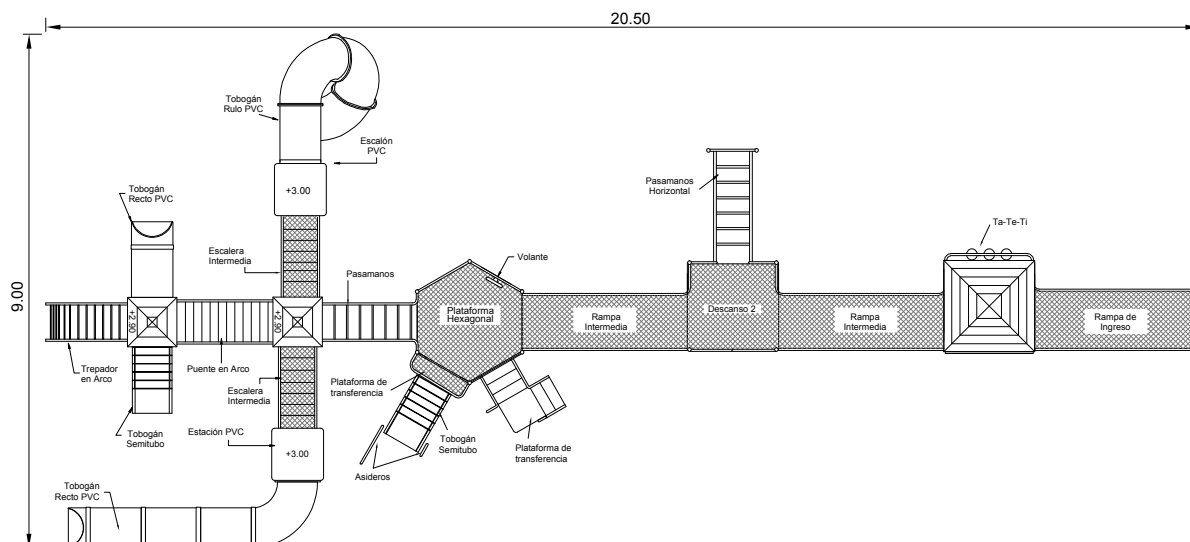 20.50
9.00
Tobogán
Rulo PVC
Escalón
PVC
+3.00
Tobogán
Recto PVC
Pasamanos
Horizontal
Ta-Te-Ti
Escalera
Intermedia
Pasamanos
Volante
+2.90
+2.90
Plataforma
Hexagonal
Rampa
Intermedia
Descanso 2
Rampa
Intermedia
Rampa de
Ingreso
Trepador
en Arco
Puente en Arco
Escalera
Intermedia
Plataforma de
transferencia
Tobogán
Semitubo
Estación PVC
+3.00
Tobogán
Semitubo
Plataforma de
transferencia
Asideros
Tobogán
Recto PVC